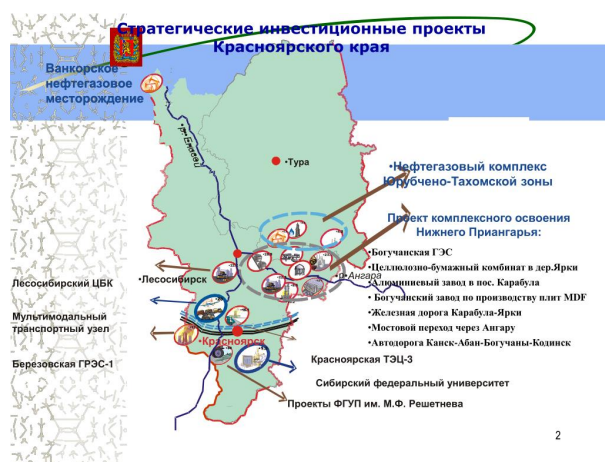 Стратегические инвестиционные проекты
Красноярского края
Ванкорское
нефтегазовое
месторождение
•р.Енисей
•Тура
•Нефтегазовый комплекс
Юрубчено-Тахомской зоны
Проект комплексного освоения
Нижнего Приангарья:
•Богучанская ГЭС
•Целлюлозно-бумажный комбинат в дер.Ярки
•Алюминиевый завод в пос. Карабула
• Богучанский завод по производству плит MDF
•Железная дорога Карабула-Ярки
•Мостовой переход через Ангару
•Автодорога Канск-Абан-Богучаны-Кодинск
•р.Ангара
•Лесосибирск
Лесосибирский ЦБК
Мультимодальный
транспортный узел
•Красноярск
Березовская ГРЭС-1
Красноярская ТЭЦ-3
Сибирский федеральный университет
Проекты ФГУП им. М.Ф. Решетнева
2